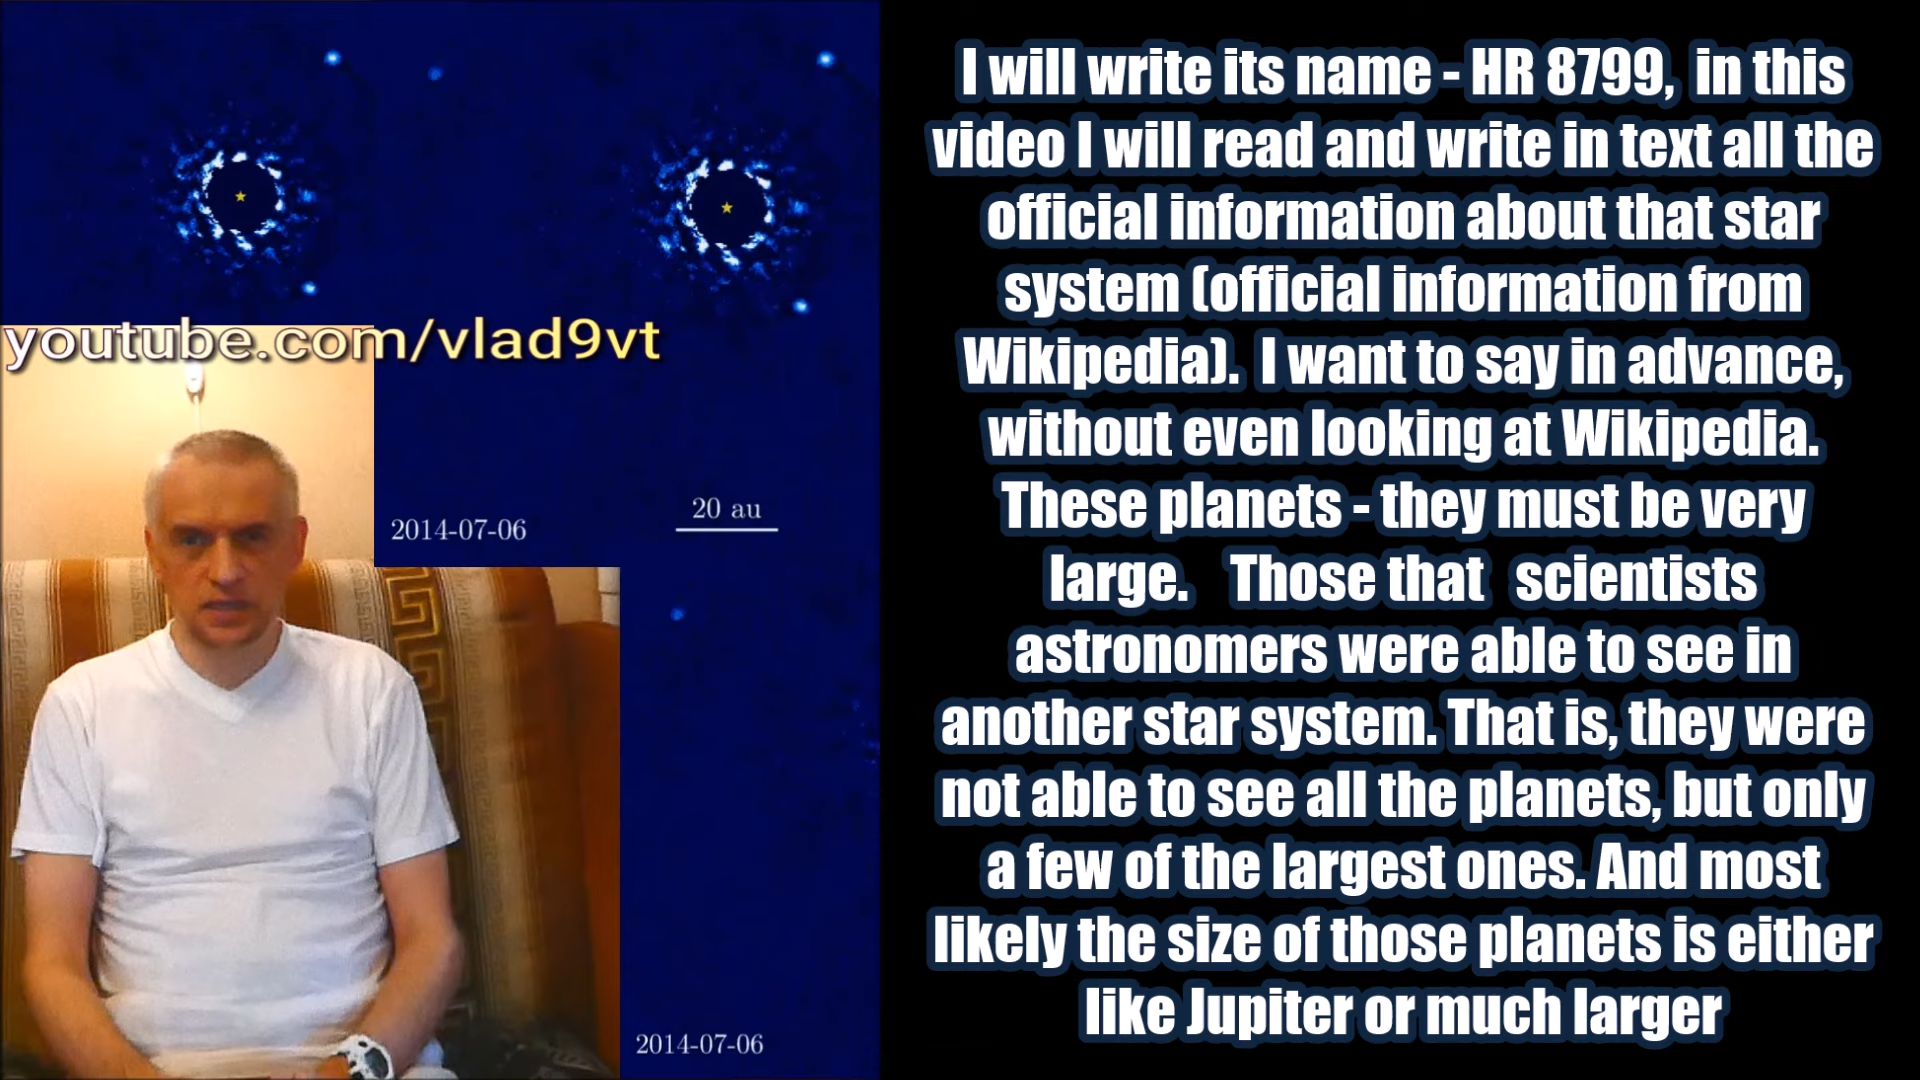 youtube.com/vlad9vt
2014-07-06
20 au
2014-07-06
I will write its name - HR 8799,  in this
video I will read and write in text all the
official information about that star
system (official information from
Wikipedia).  I want to say in advance,
without even looking at Wikipedia.
These planets - they must be very
large.    Those that   scientists
astronomers were able to see in
another star system. That is, they were
not able to see all the planets, but only
a few of the largest ones. And most
likely the size of those planets is either
like Jupiter or much larger